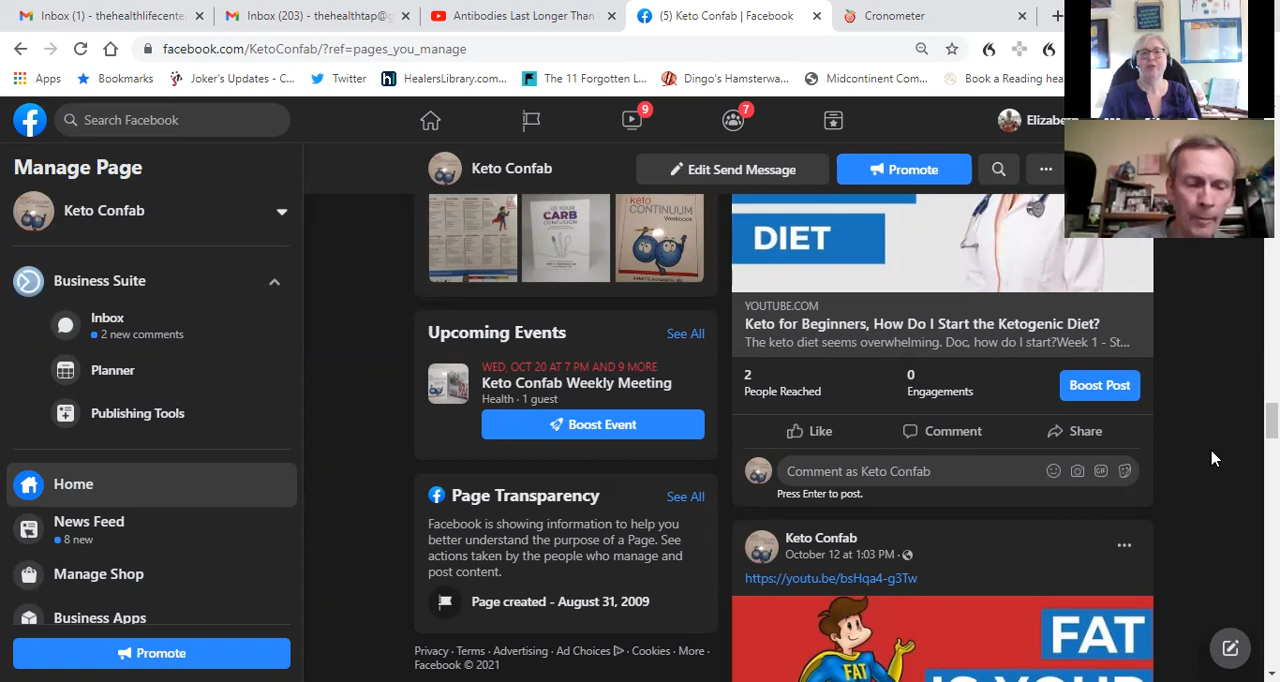 Inbox (1) - thehealthlifecente
Inbox (203) - thehealthtap@g
Antibodies Last Longer Than
(5) Keto Confab | Facebook
Cronometer
facebook.com/KetoConfab/?ref=pages_you_manage
Apps
Bookmarks
Joker's Updates - C...
Twitter
HealersLibrary.com...
The 11 Forgotten L...
Dingo's Hamsterwa...
Midcontinent Com...
Book a Reading hea
Search Facebook
9
7
Elizabe
Manage Page
Keto Confab
Business Suite
Inbox
2 new comments
Planner
Publishing Tools
Home
News Feed
8 new
Manage Shop
Business Apps
Promote
Keto Confab
Edit Send Message
Promote
CARB
CONFUSION
keto
CONTINUUM
Workbook
Upcoming Events
See All
WED, OCT 20 AT 7 PM AND 9 MORE
Keto Confab Weekly Meeting
Health · 1 guest
Boost Event
Page Transparency
See All
Facebook is showing information to help you
better understand the purpose of a Page. See
actions taken by the people who manage and
post content.
Page created - August 31, 2009
Privacy · Terms · Advertising · Ad Choices · Cookies · More ·
Facebook © 2021
DIET
YOUTUBE.COM
Keto for Beginners, How Do I Start the Ketogenic Diet?
The keto diet seems overwhelming. Doc, how do i start?Week 1 - St...
2
People Reached
0
Engagements
Boost Post
Like
Comment
Share
Comment as Keto Confab
GIF
Press Enter to post.
Keto Confab
October 12 at 1:03 PM ·
https://youtu.be/bsHqa4-g3Tw
FAT
FAT
IS YOUR